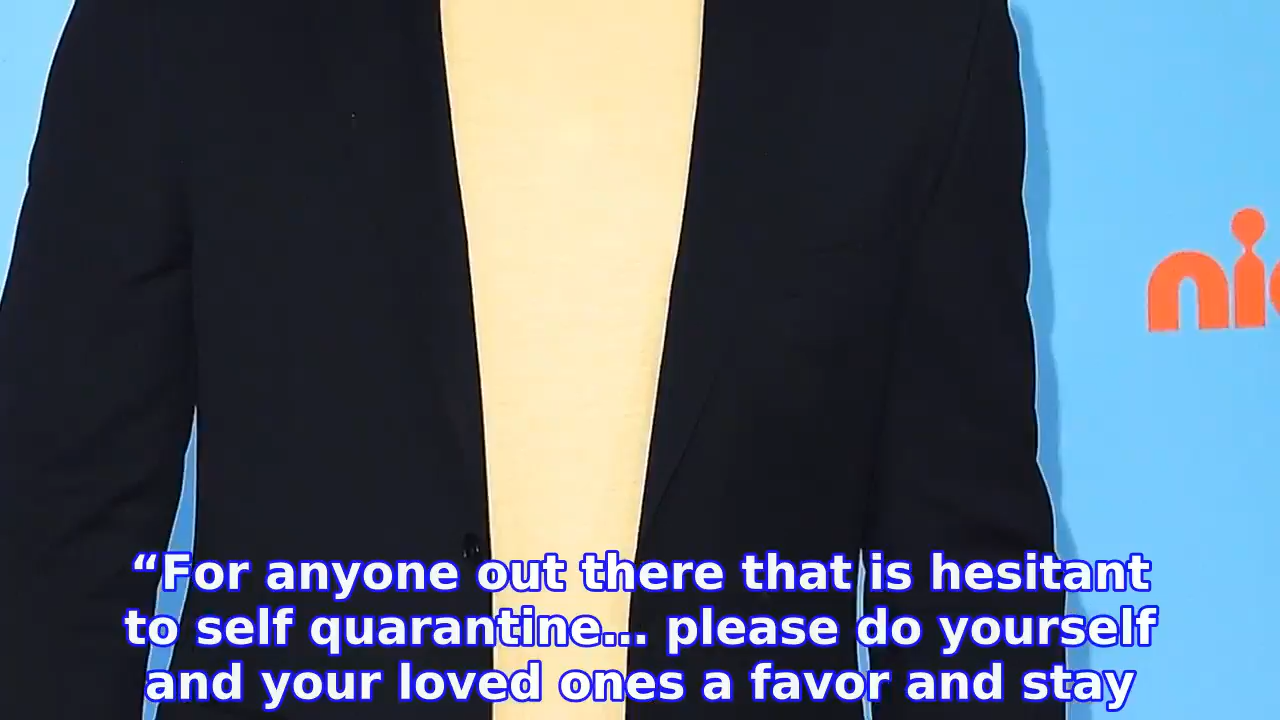 nic
“For anyone out there that is hesitant
to self quarantine... please do yourself
and your loved ones a favor and stay